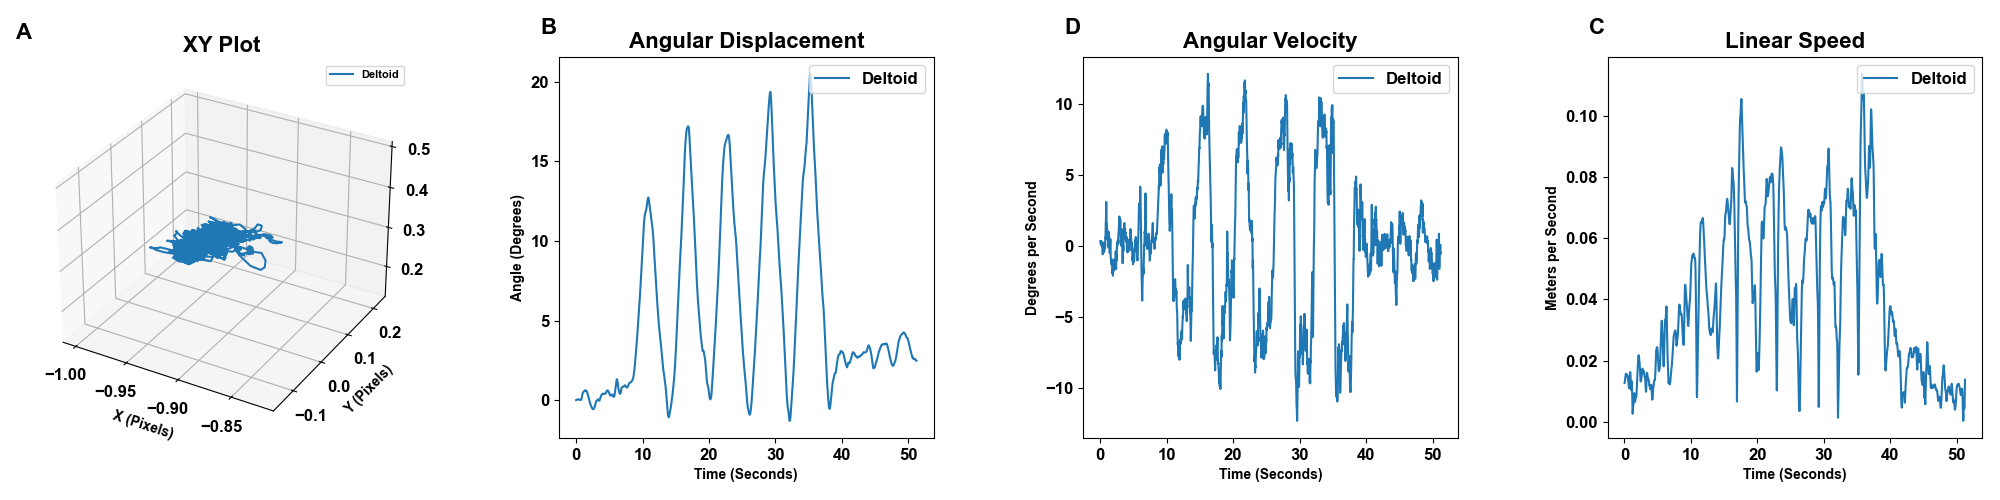 A
XY Plot
Deltoid
0.5
0.4
0.3
0.2
0.2
0.1
0.0
−0.1
Y (Pixels)
−1.00
−0.95
−0.90
−0.85
X (Pixels)
B
Angular Displacement
Deltoid
20
15
10
5
0
Angle (Degrees)
0 10 20 30 40 50
Time (Seconds)
D
Angular Velocity
Deltoid
10
5
0
−5
−10
Degrees per Second
0 10 20 30 40 50
Time (Seconds)
C
Linear Speed
Deltoid
0.10
0.08
0.06
0.04
0.02
0.00
Meters per Second
0 10 20 30 40 50
Time (Seconds)